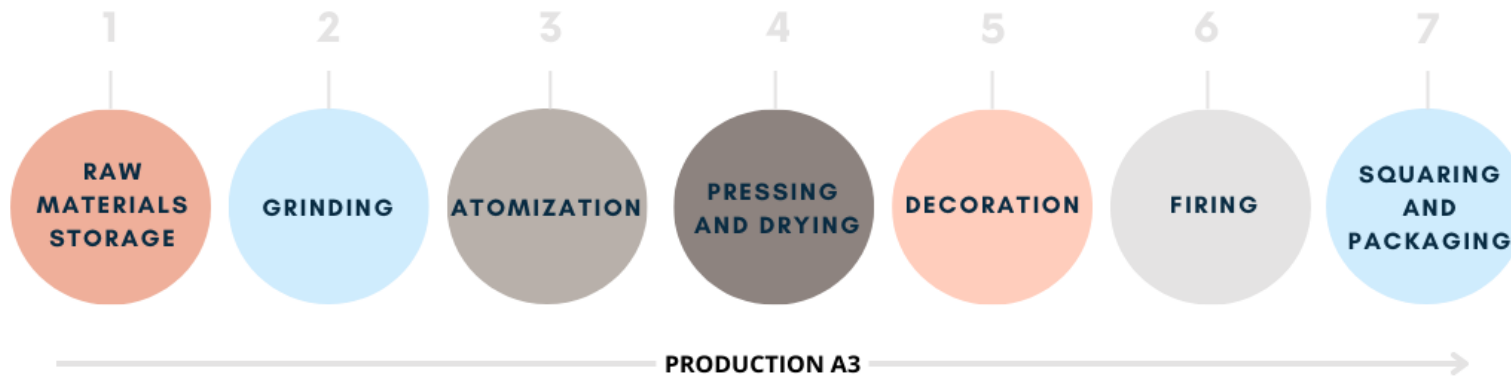 1 2 3 4 5 6 7
RAW
MATERIALS
STORAGE
GRINDING
ATOMIZATION
PRESSING
AND DRYING
DECORATION
FIRING
SQUARING
AND
PACKAGING
PRODUCTION A3